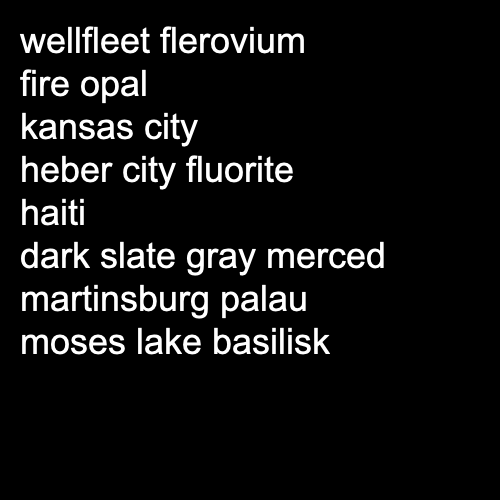 wellfleet flerovium
fire opal
kansas city
heber city fluorite
haiti
dark slate gray merced
martinsburg palau
moses lake basilisk